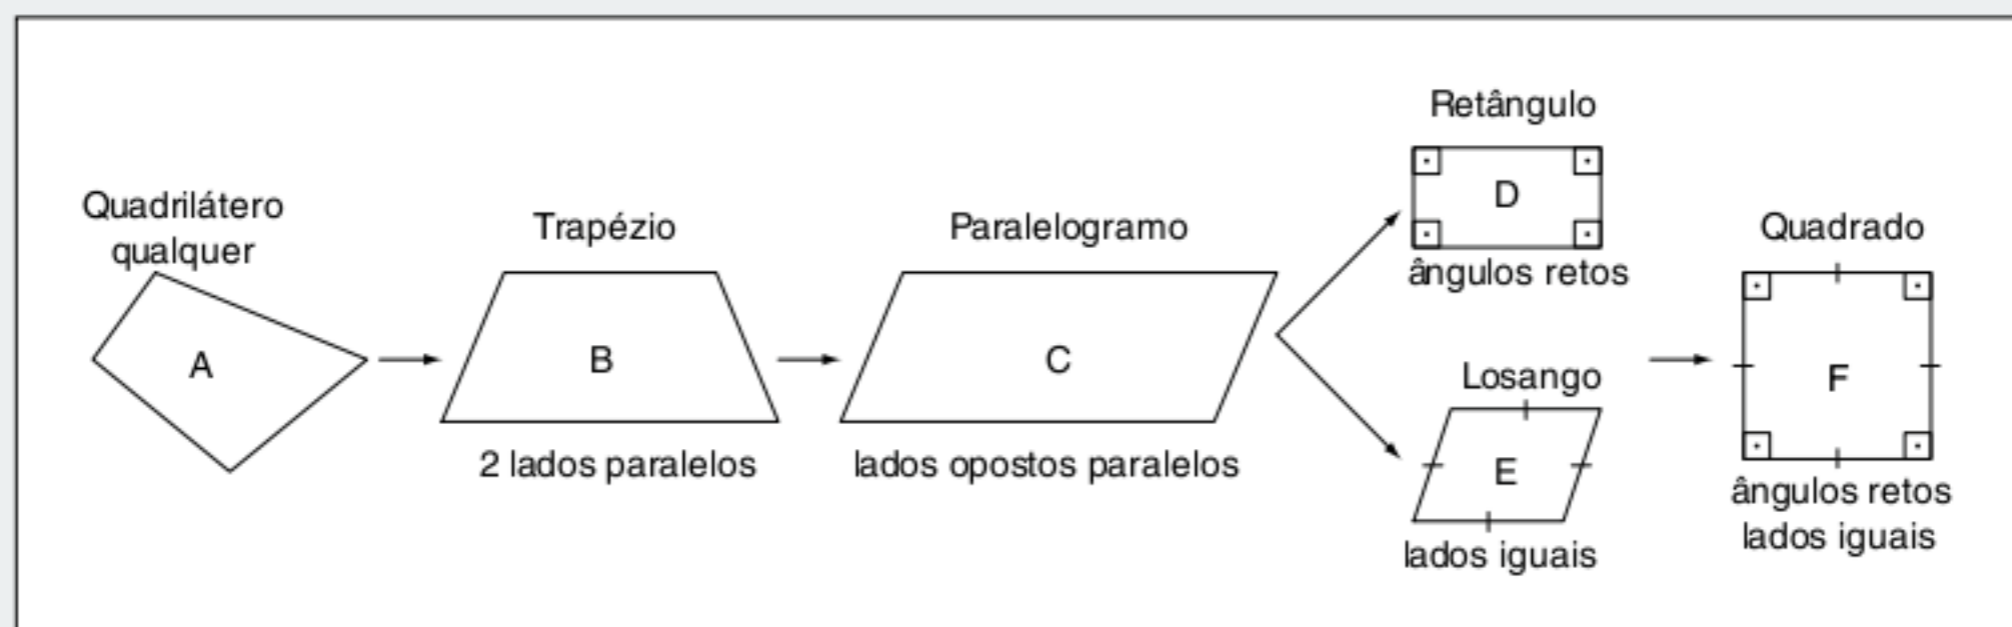 Quadrilátero
qualquer
A
Trapézio
B
2 lados paralelos
Paralelogramo
C
lados opostos paralelos
Retângulo
D
ângulos retos
Losango
E
lados iguais
Quadrado
F
ângulos retos
lados iguais